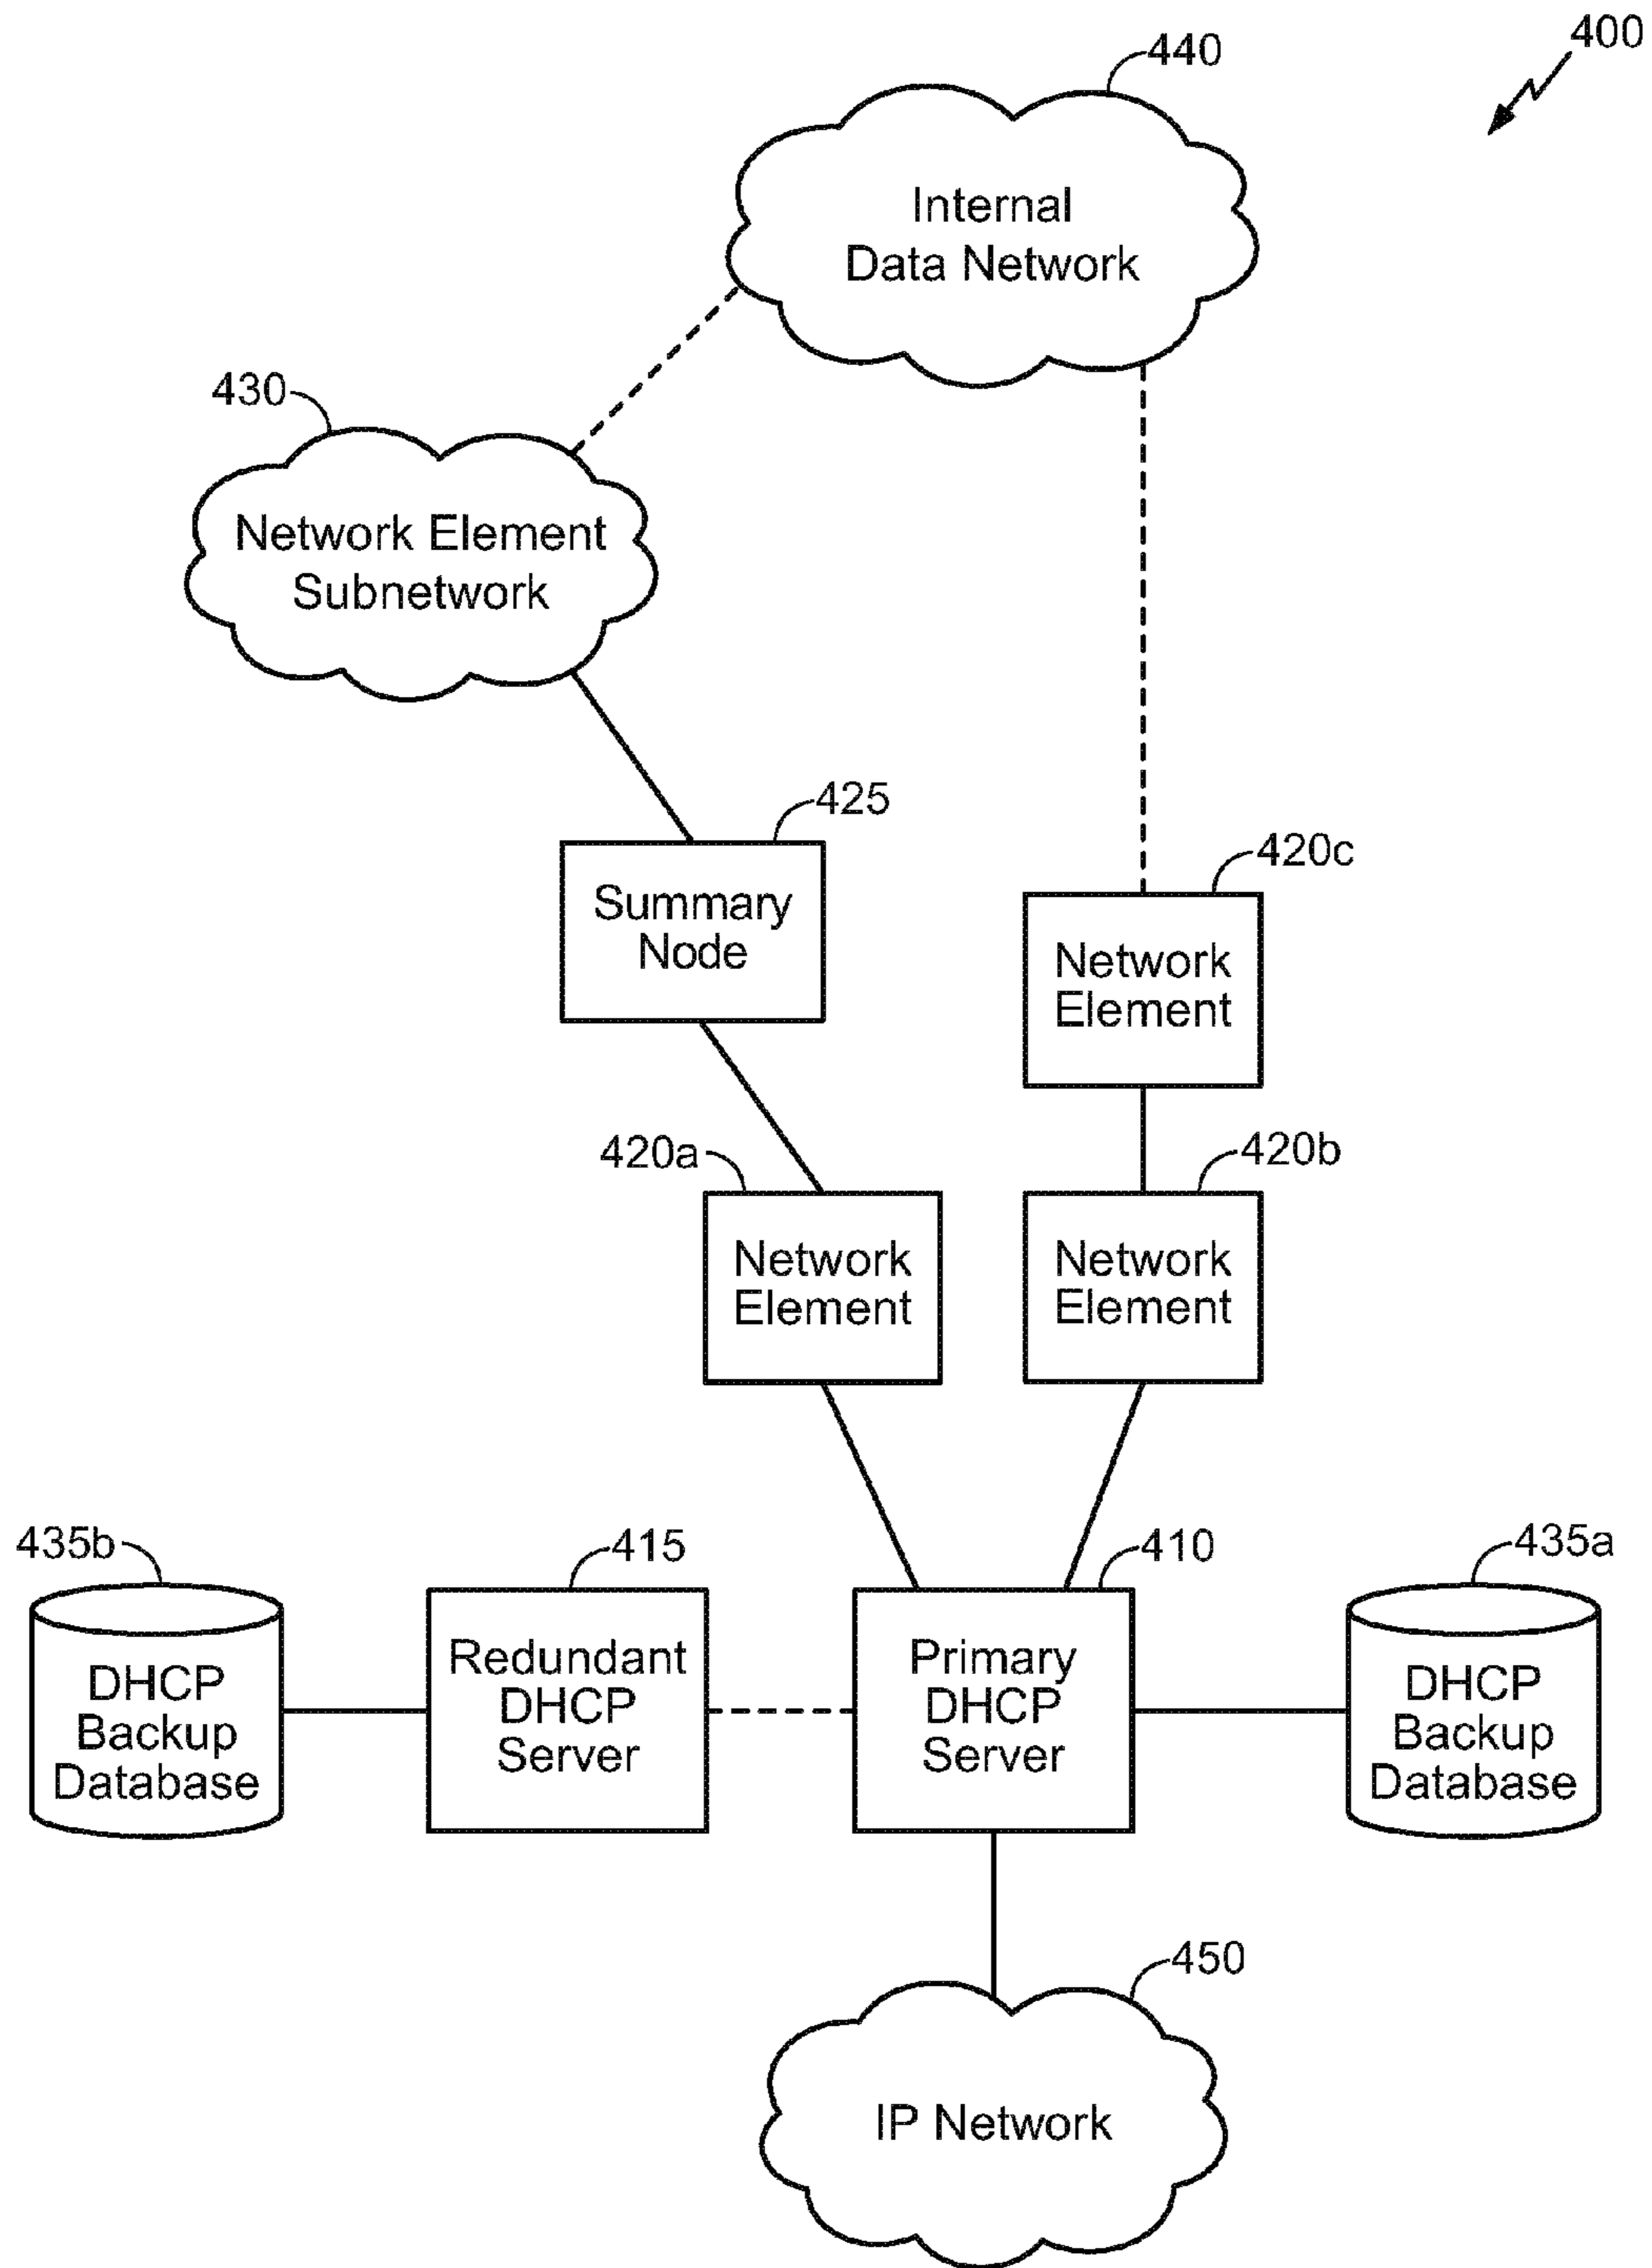 400
440
Internal
Data Network
430
Network Element
Subnetwork
425
Summary
Node
420c
Network
Element
420a
Network
Element
420b
Network
Element
435b
DHCP
Backup
Database
415
Redundant
DHCP
Server
410
Primary
DHCP
Server
435a
DHCP
Backup
Database
450
IP Network